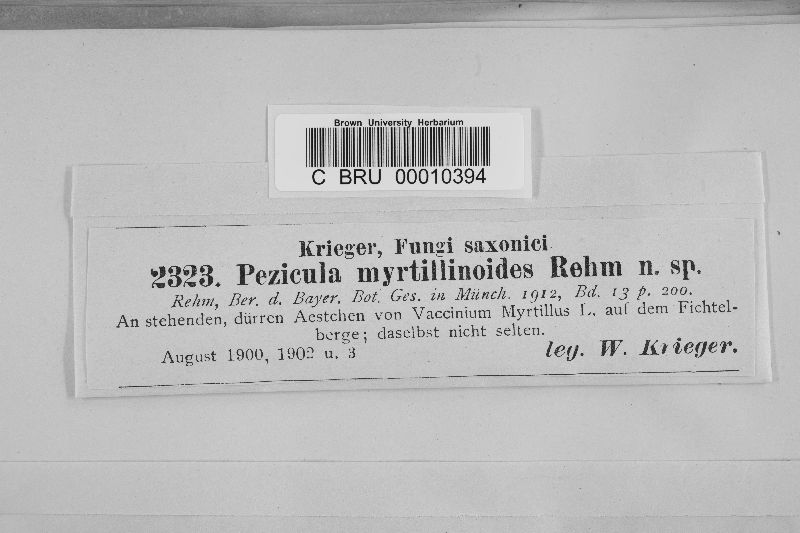 Brown University Herbarium
C BRU 00010394
Krieger, Fungi saxonici
2323. Pezicula myrtillinoides Rehm n. sp.
Rehm, Ber. d. Bayer. Bot. Ges. in Münch. 1912, Bd. 13 p. 200.
An stehenden, dürren Aestchen von Vaccinium Myrtillus L. auf dem Fichtel-
berge; daselbst nicht selten.
August 1900, 1902 u. 3
leg. W. Krieger.